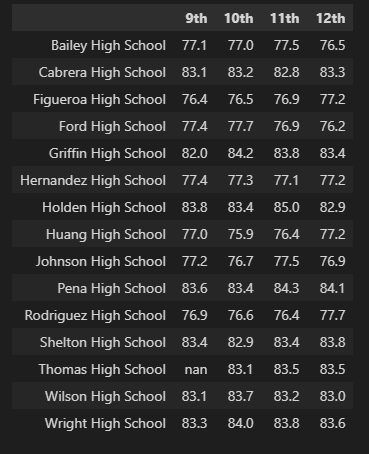 9th 10th 11th 12th
Bailey High School 77.1 77.0 77.5 76.5
Cabrera High School 83.1 83.2 82.8 83.3
Figueroa High School 76.4 76.5 76.9 77.2
Ford High School 77.4 77.7 76.9 76.2
Griffin High School 82.0 84.2 83.8 83.4
Hernandez High School 77.4 77.3 77.1 77.2
Holden High School 83.8 83.4 85.0 82.9
Huang High School 77.0 75.9 76.4 77.2
Johnson High School 77.2 76.7 77.5 76.9
Pena High School 83.6 83.4 84.3 84.1
Rodriguez High School 76.9 76.6 76.4 77.7
Shelton High School 83.4 82.9 83.4 83.8
Thomas High School nan 83.1 83.5 83.5
Wilson High School 83.1 83.7 83.2 83.0
Wright High School 83.3 84.0 83.8 83.6